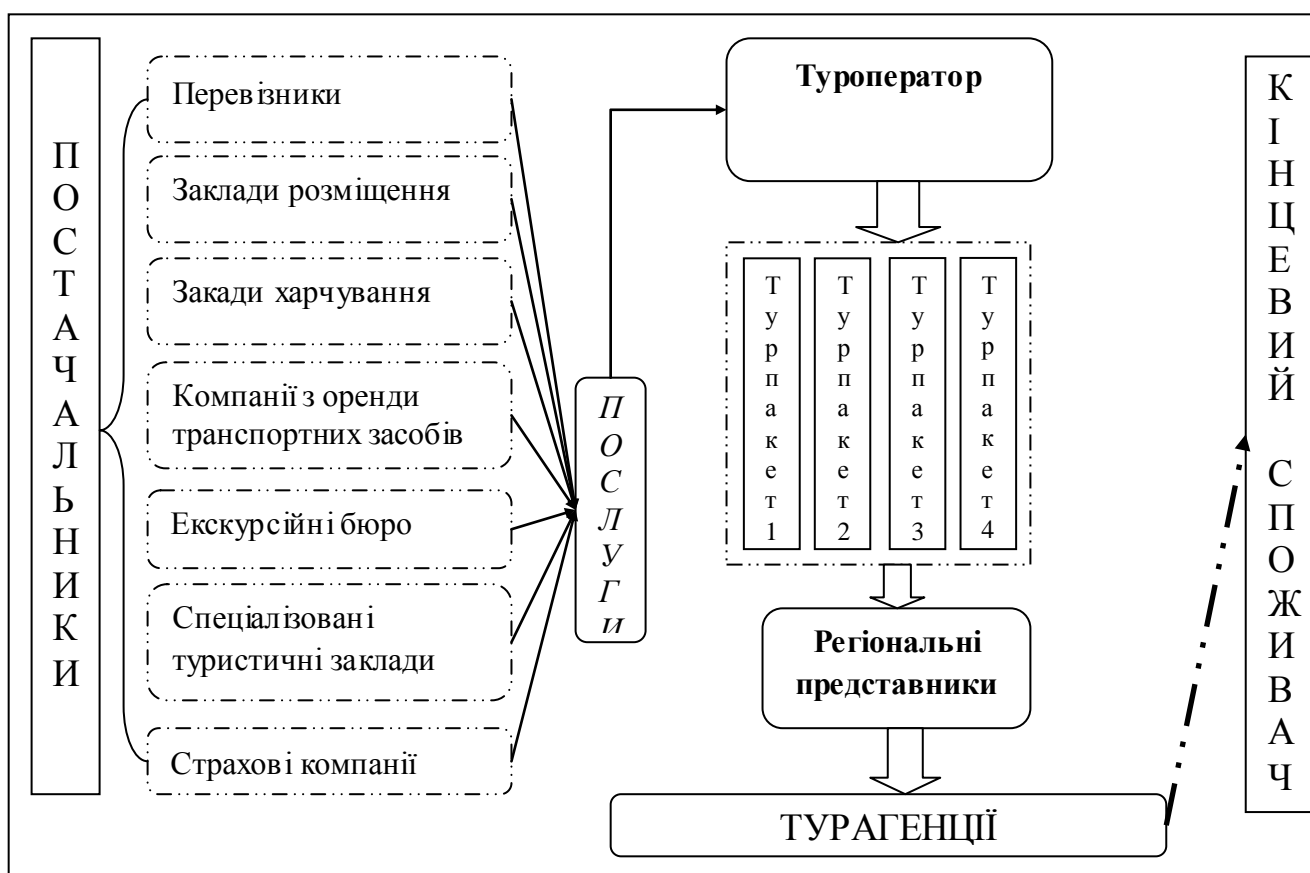 ПОСТАЧАЛЬНИКИ
Перевізники
Заклади розміщення
Закади харчування
Компанії з оренди
транспортних засобів
Екскурсійні бюро
Спеціалізовані
туристичні заклади
Страхові компанії
ПОСЛУГИ
Туроператор
Турпакет 1
Турпакет 2
Турпакет 3
Турпакет 4
Регіональні
представники
ТУРАГЕНЦІЇ
КІНЦЕВИЙ СПОЖИВАЧ